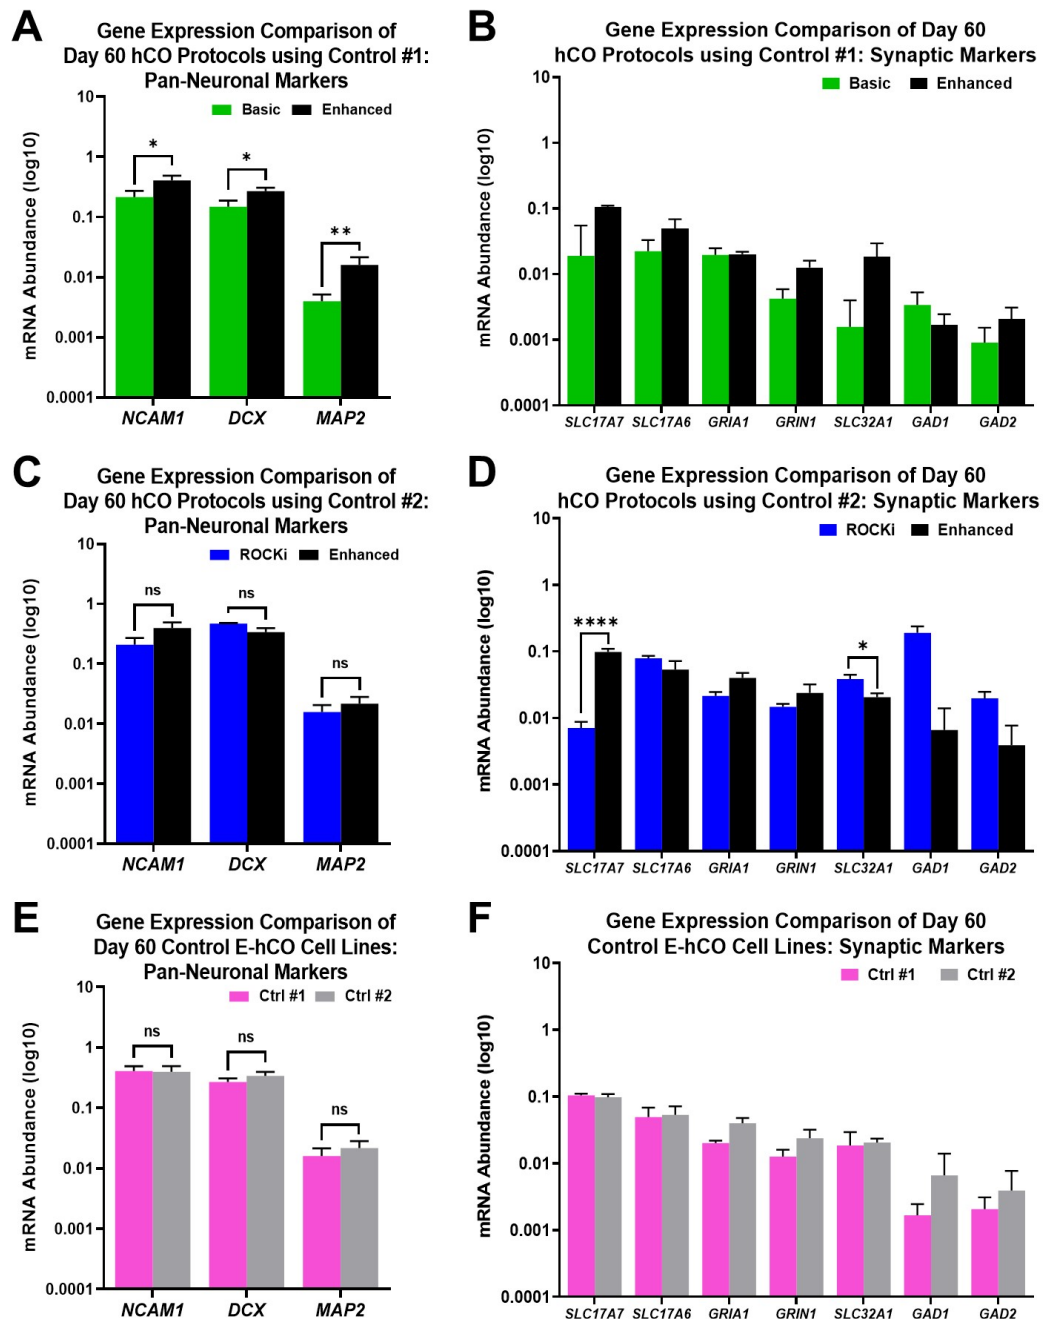 A
Gene Expression Comparison of
Day 60 hCO Protocols using Control #1:
Pan-Neuronal Markers
Basic Enhanced
mRNA Abundance (log10)
10
1
0.1
0.01
0.001
0.0001
* * **
NCAM1 DCX MAP2
B
Gene Expression Comparison of Day 60
hCO Protocols using Control #1: Synaptic Markers
Basic Enhanced
mRNA Abundance (log10)
10
1
0.1
0.01
0.001
0.0001
SLC17A7 SLC17A6 GRIA1 GRIN1 SLC32A1 GAD1 GAD2
C
Gene Expression Comparison of
Day 60 hCO Protocols using Control #2:
Pan-Neuronal Markers
ROCKi Enhanced
mRNA Abundance (log10)
10
1
0.1
0.01
0.001
0.0001
ns ns ns
NCAM1 DCX MAP2
D
Gene Expression Comparison of Day 60
hCO Protocols using Control #2: Synaptic Markers
ROCKi Enhanced
mRNA Abundance (log10)
10
1
0.1
0.01
0.001
0.0001
**** *
SLC17A7 SLC17A6 GRIA1 GRIN1 SLC32A1 GAD1 GAD2
E
Gene Expression Comparison of
Day 60 Control E-hCO Cell Lines:
Pan-Neuronal Markers
Ctrl #1 Ctrl #2
mRNA Abundance (log10)
10
1
0.1
0.01
0.001
0.0001
ns ns ns
NCAM1 DCX MAP2
F
Gene Expression Comparison of Day 60
Control E-hCO Cell Lines: Synaptic Markers
Ctrl #1 Ctrl #2
mRNA Abundance (log10)
10
1
0.1
0.01
0.001
0.0001
SLC17A7 SLC17A6 GRIA1 GRIN1 SLC32A1 GAD1 GAD2